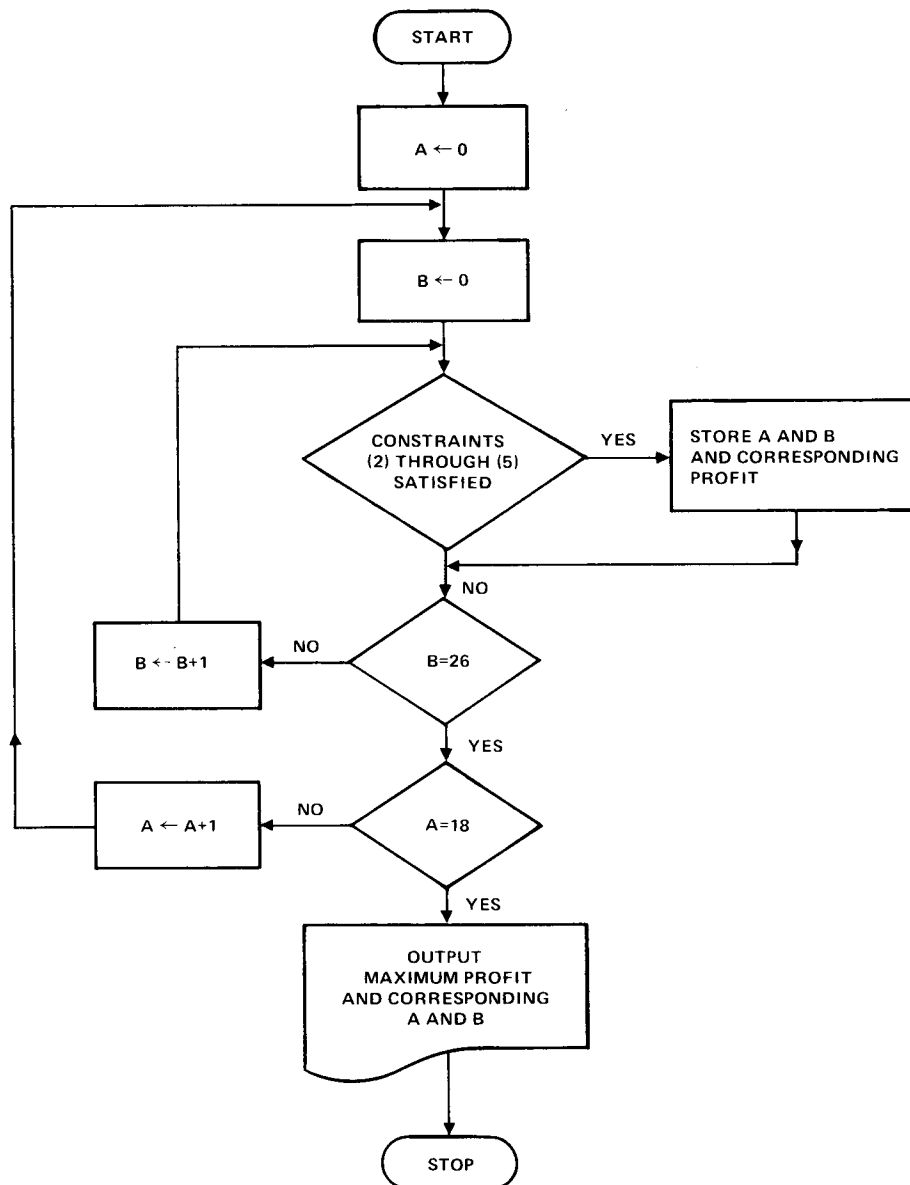 START
A ← 0
B ← 0
CONSTRAINTS
(2) THROUGH (5)
SATISFIED
YES
STORE A AND B
AND CORRESPONDING
PROFIT
NO
B=26
NO
B ← B+1
YES
A=18
NO
A ← A+1
YES
OUTPUT
MAXIMUM PROFIT
AND CORRESPONDING
A AND B
STOP